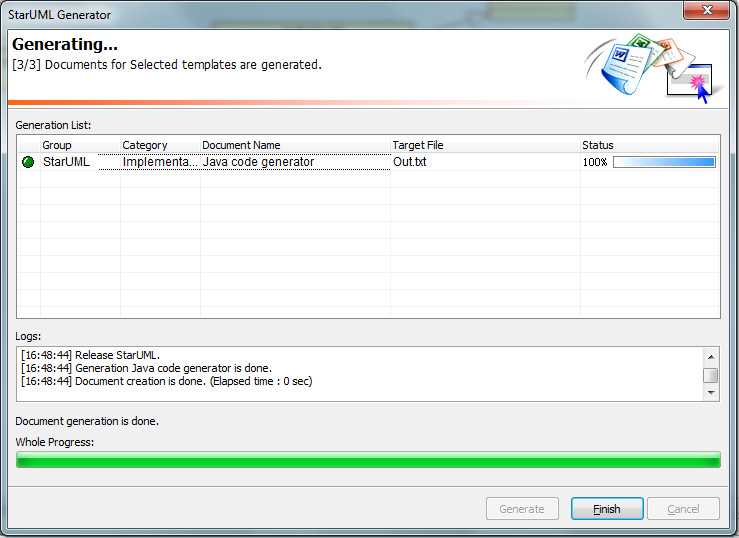 StarUML Generator
Generating...
[3/3] Documents for Selected templates are generated.
Generation List:
Group Category Document Name Target File Status
StarUML Implementa... Java code generator Out.txt 100%
Logs:
[16:48:44] Release StarUML.
[16:48:44] Generation Java code generator is done.
[16:48:44] Document creation is done. (Elapsed time : 0 sec)
Document generation is done.
Whole Progress:
Generate Finish Cancel